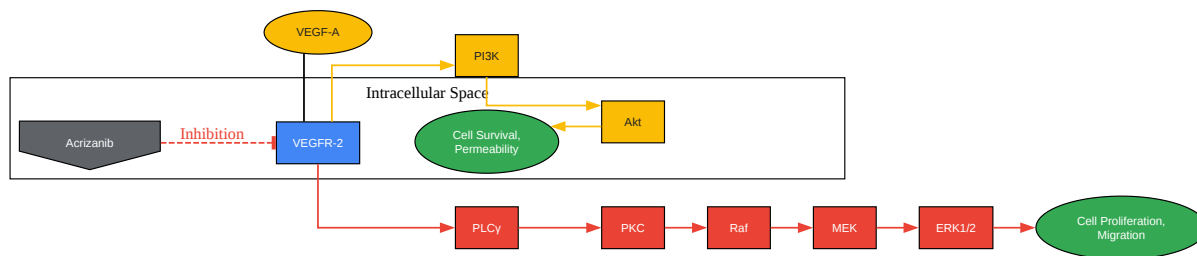 VEGF-A
PI3K
Intracellular Space
Akt
Acrizanib
Inhibition
VEGFR-2
Cell Survival,
Permeability
PLCγ
PKC
Raf
MEK
ERK1/2
Cell Proliferation,
Migration